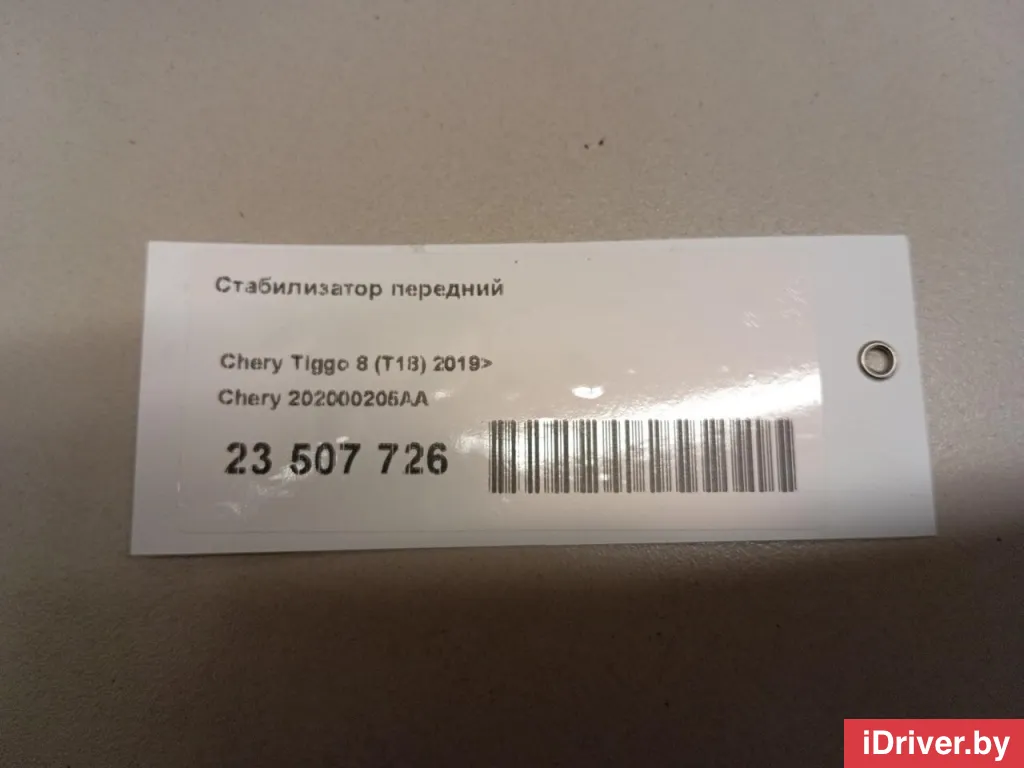 Стабилизатор передний
Chery Tiggo 8 (T18) 2019>
Chery 202000206AA
23 507 726
iDriver.by